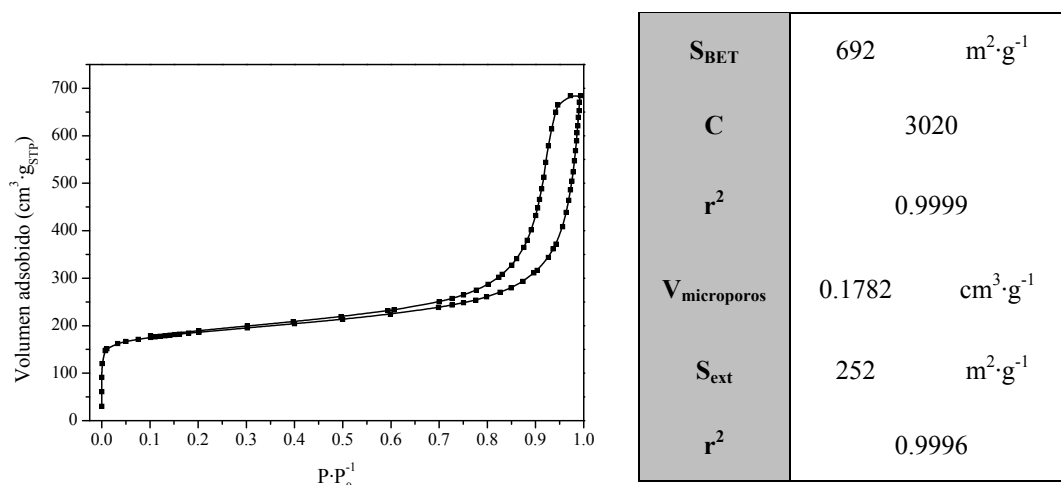 Volumen adsorbido (cm³·g_STP)
700
600
500
400
300
200
100
0
0.0 0.1 0.2 0.3 0.4 0.5 0.6 0.7 0.8 0.9 1.0
P·P₀⁻¹
S_BET 692 m²·g⁻¹
C 3020
r² 0.9999
V_microporos 0.1782 cm³·g⁻¹
S_ext 252 m²·g⁻¹
r² 0.9996